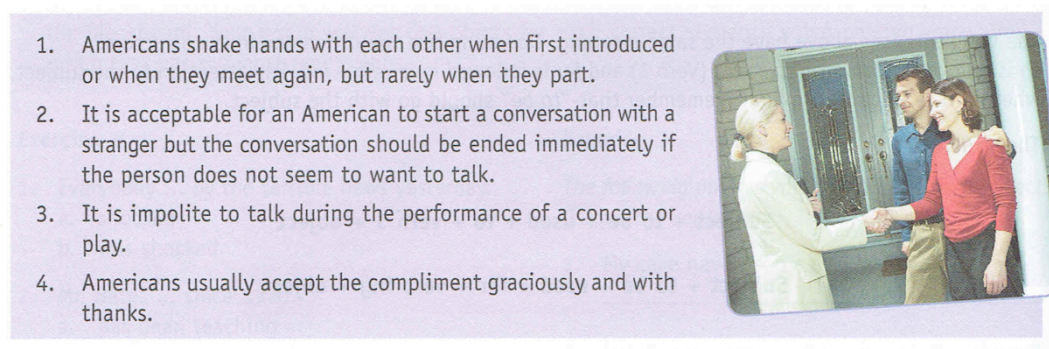 1. Americans shake hands with each other when first introduced
or when they meet again, but rarely when they part.
2. It is acceptable for an American to start a conversation with a
stranger but the conversation should be ended immediately if
the person does not seem to want to talk.
3. It is impolite to talk during the performance of a concert or
play.
4. Americans usually accept the compliment graciously and with
thanks.